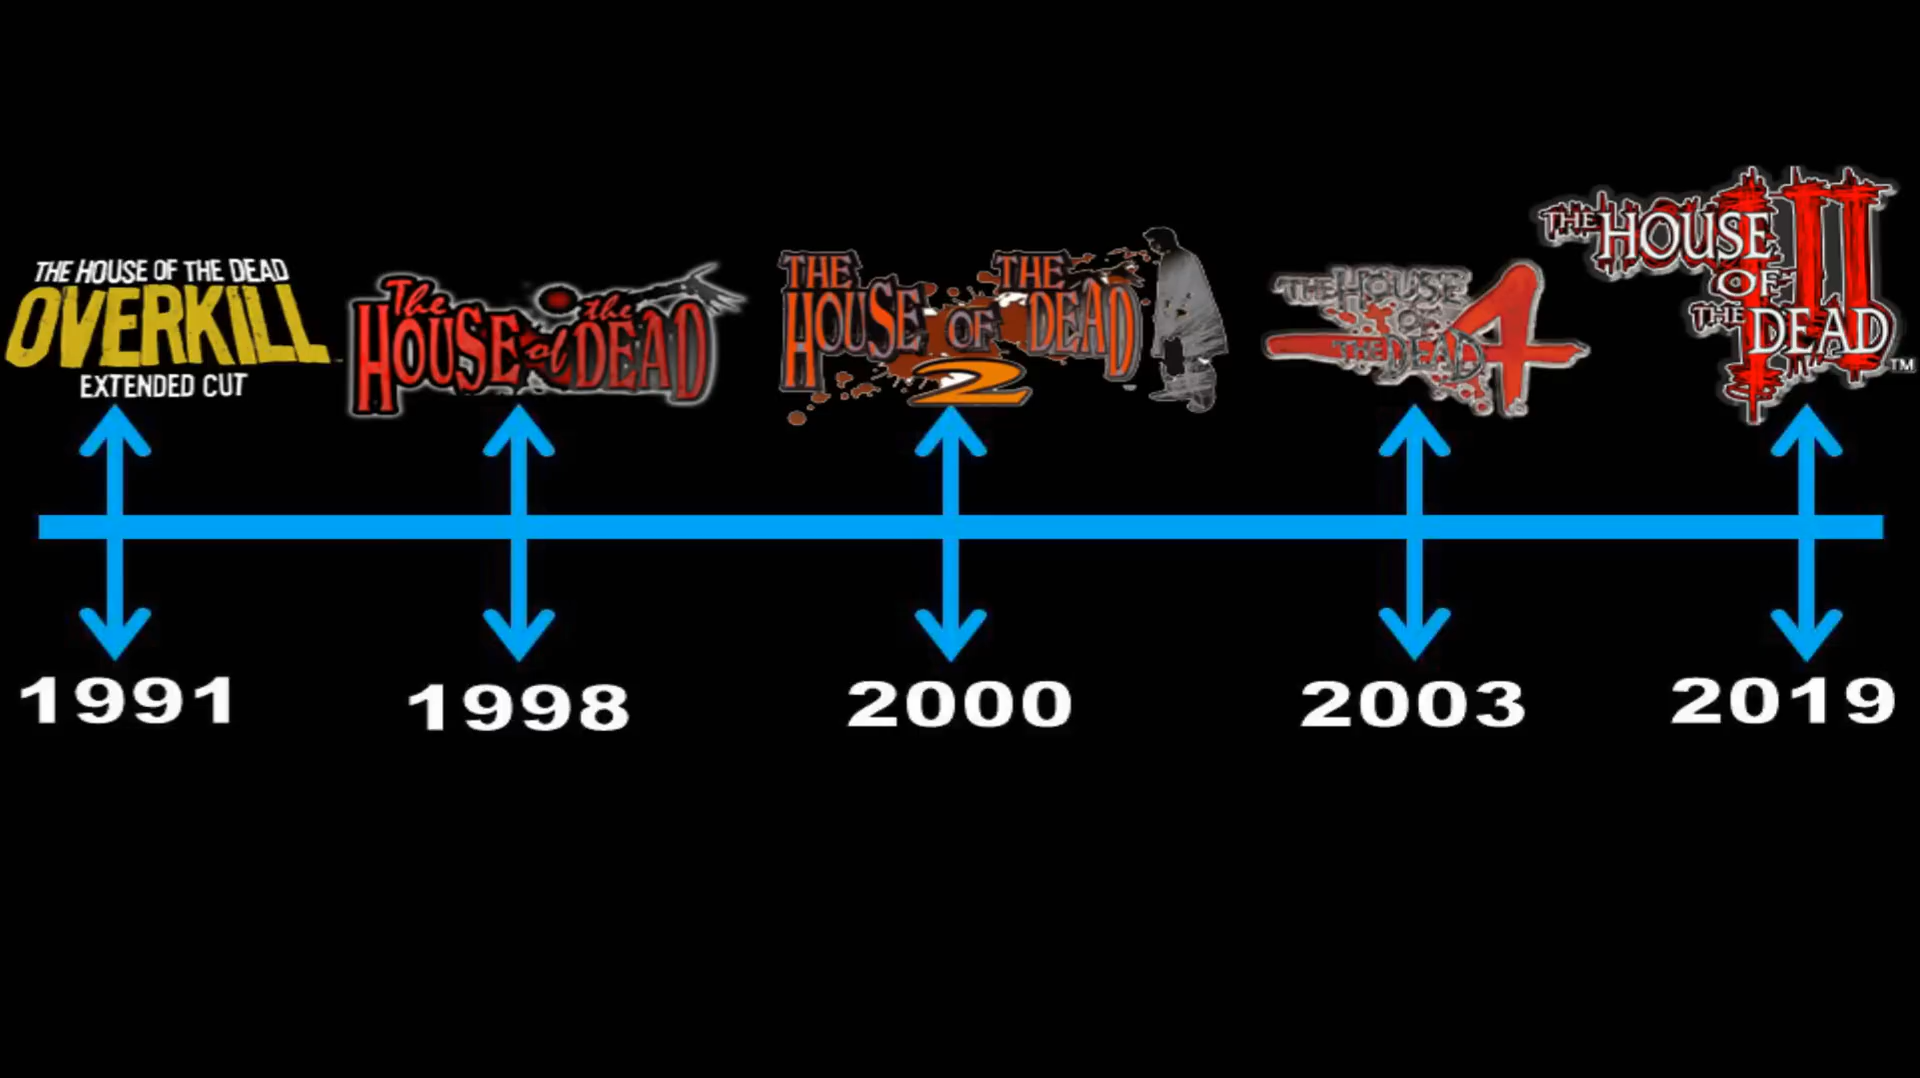 THE HOUSE OF THE DEAD
OVERKILL
EXTENDED CUT
The
HOUSE of the DEAD
THE HOUSE OF THE DEAD
2
THE HOUSE
OF
THE DEAD 4
THE HOUSE
OF
THE DEAD III
TM
1991
1998
2000
2003
2019